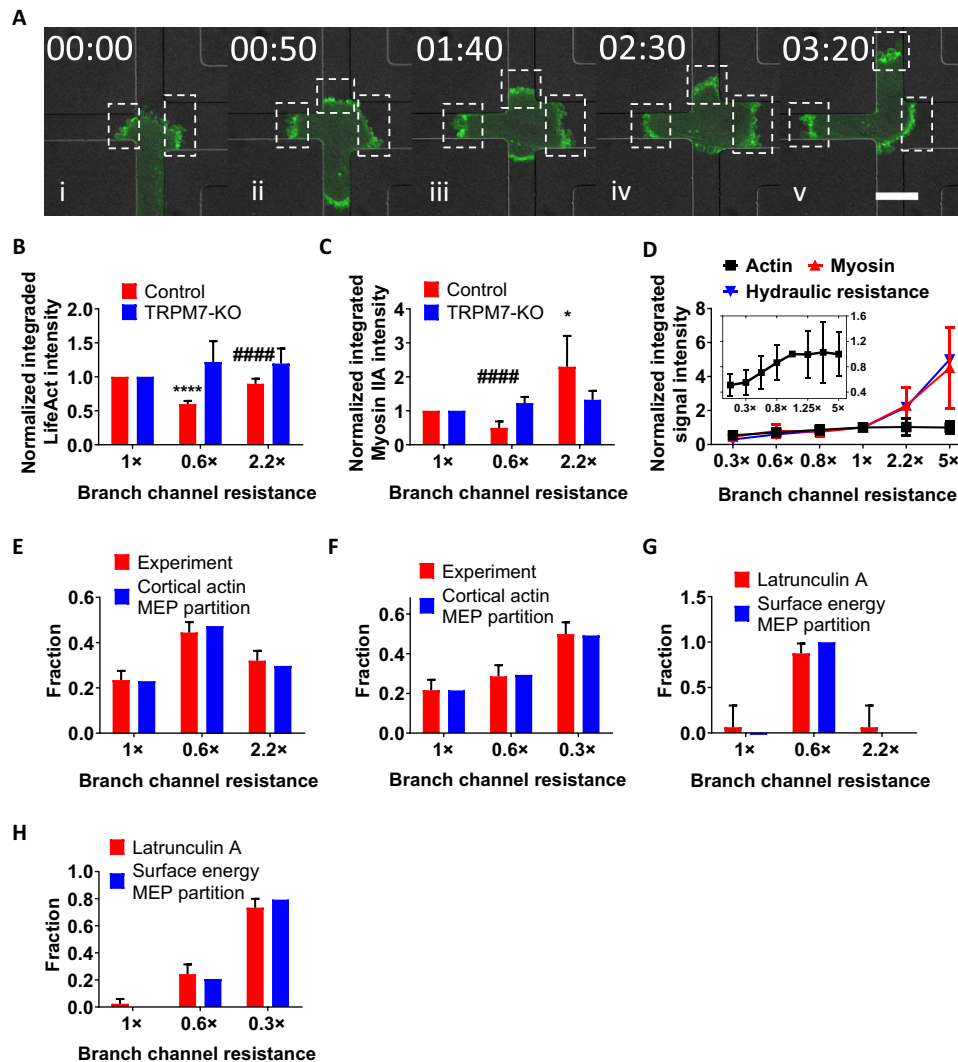 A
00:00
00:50
01:40
02:30
03:20
i
ii
iii
iv
v
B
Normalized integraded
LifeAct intensity
Control
TRPM7-KO
1.5
1.0
0.5
0.0
****
####
1×
0.6×
2.2×
Branch channel resistance
C
Normalized integrated
Myosin IIA intensity
Control
TRPM7-KO
4
3
2
1
0
####
*
1×
0.6×
2.2×
Branch channel resistance
D
Normalized integrated
signal intensity
Actin
Myosin
Hydraulic resistance
8
6
4
2
0
1.6
1.2
0.8
0.4
0.3×
0.8×
1.25×
5×
0.3×
0.6×
0.8×
1×
2.2×
5×
Branch channel resistance
E
Experiment
Cortical actin
MEP partition
Fraction
0.6
0.4
0.2
0.0
1×
0.6×
2.2×
Branch channel resistance
F
Experiment
Cortical actin
MEP partition
Fraction
0.6
0.4
0.2
0.0
1×
0.6×
0.3×
Branch channel resistance
G
Latrunculin A
Surface energy
MEP partition
Fraction
1.5
1.0
0.5
0.0
1×
0.6×
2.2×
Branch channel resistance
H
Latrunculin A
Surface energy
MEP partition
Fraction
1.0
0.8
0.6
0.4
0.2
0
1×
0.6×
0.3×
Branch channel resistance